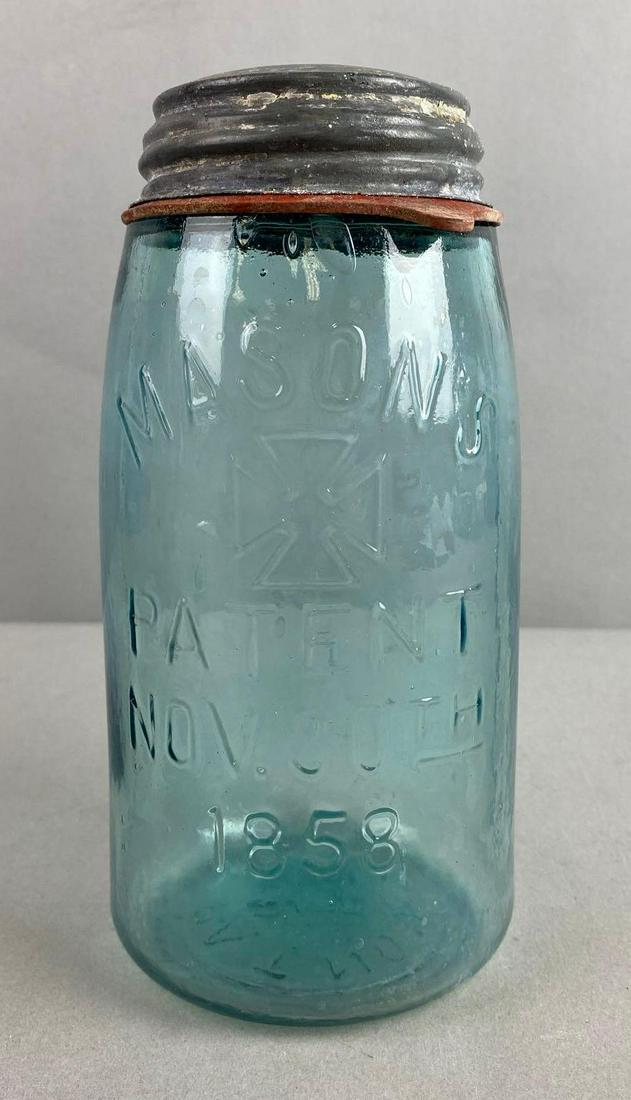 MASON'S
PATENT
NOV. 30TH
1858